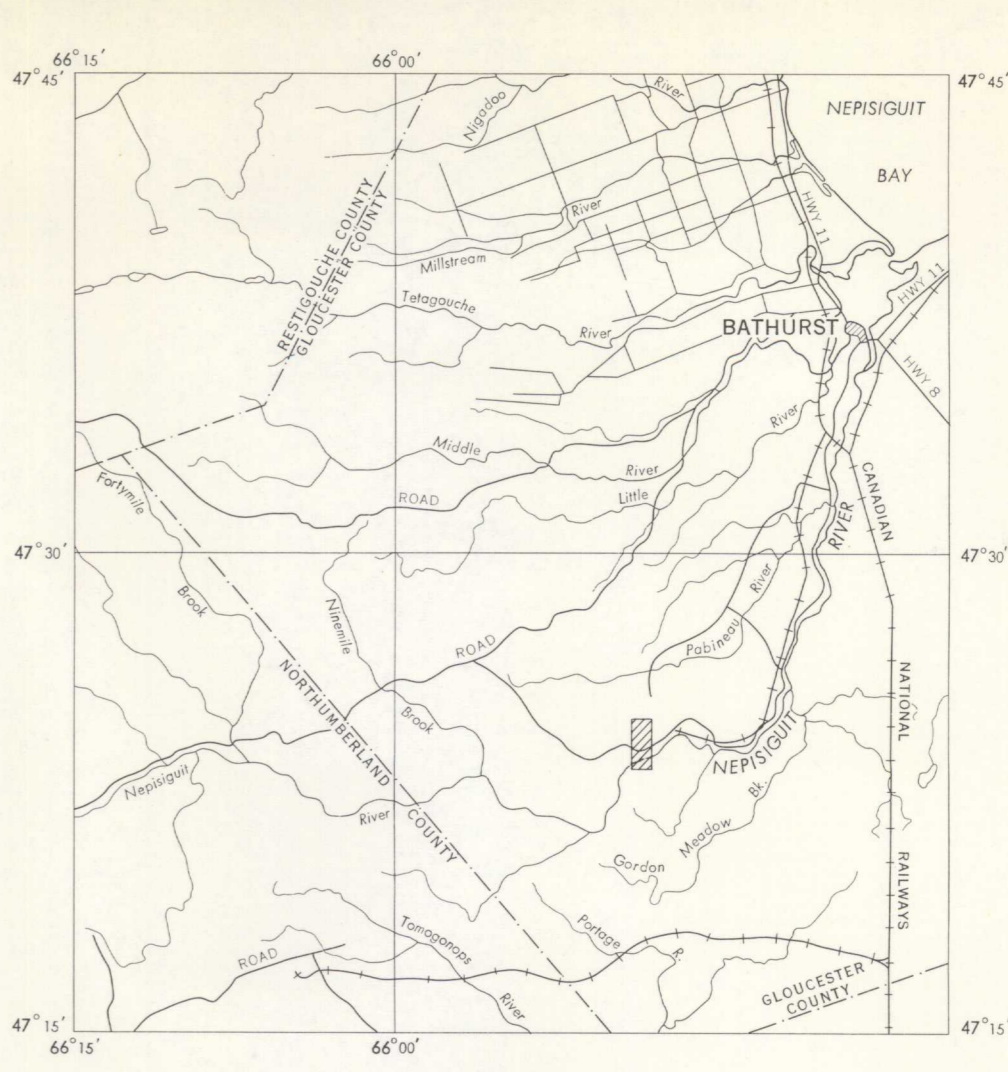 66°15′
66°00′
47°45′
47°45′
NEPISIGUIT
BAY
River
Nigadoo
HWY 11
RESTIGOUCHE COUNTY
GLOUCESTER COUNTY
River
Millstream
Tetagouche
River
HWY 11
BATHURST
HWY 8
River
Middle
River
Little
ROAD
Fortymile
CANADIAN
RIVER
47°30′
47°30′
Brook
Ninemile
River
Pabineau
ROAD
NORTHUMBERLAND
COUNTY
NATIONAL
Brook
NEPISIGUIT
Nepisiguit
River
Meadow
Bk.
Gordon
RAILWAYS
Portage
R.
Tomogonops
River
ROAD
GLOUCESTER
COUNTY
47°15′
47°15′
66°15′
66°00′